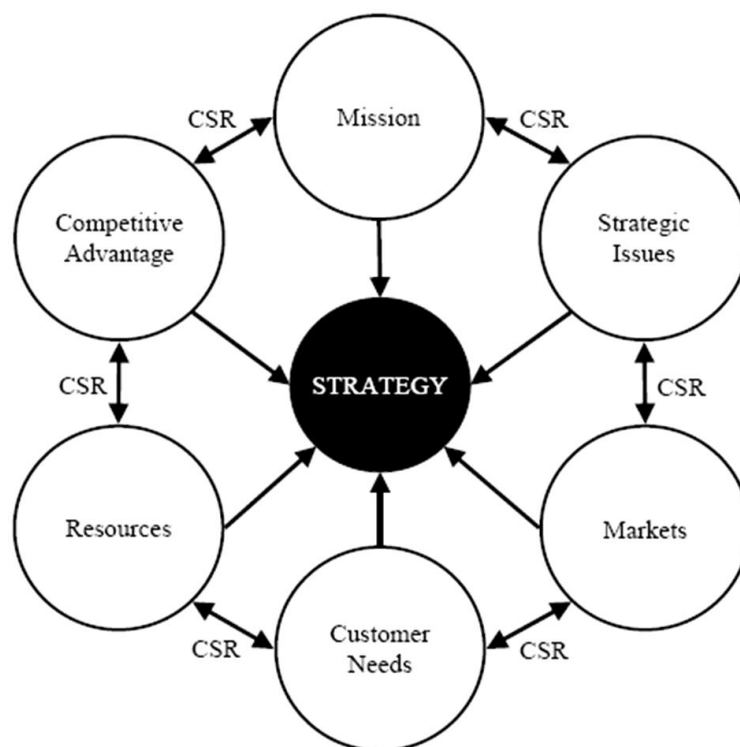 Mission
CSR
CSR
Competitive
Advantage
Strategic
Issues
STRATEGY
CSR
CSR
Resources
Markets
Customer
Needs
CSR
CSR